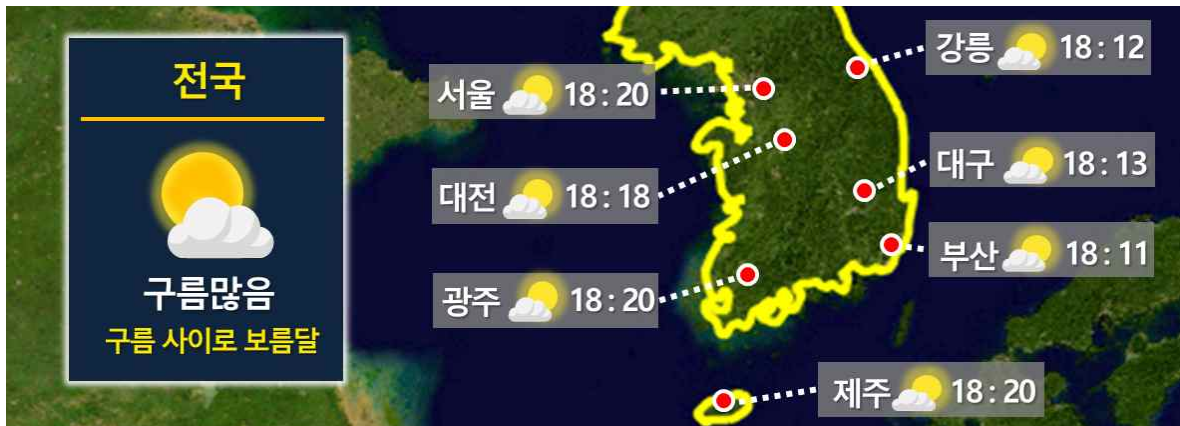 전국
구름많음
구름 사이로 보름달
서울 18 : 20
대전 18 : 18
광주 18 : 20
강릉 18 : 12
대구 18 : 13
부산 18 : 11
제주 18 : 20